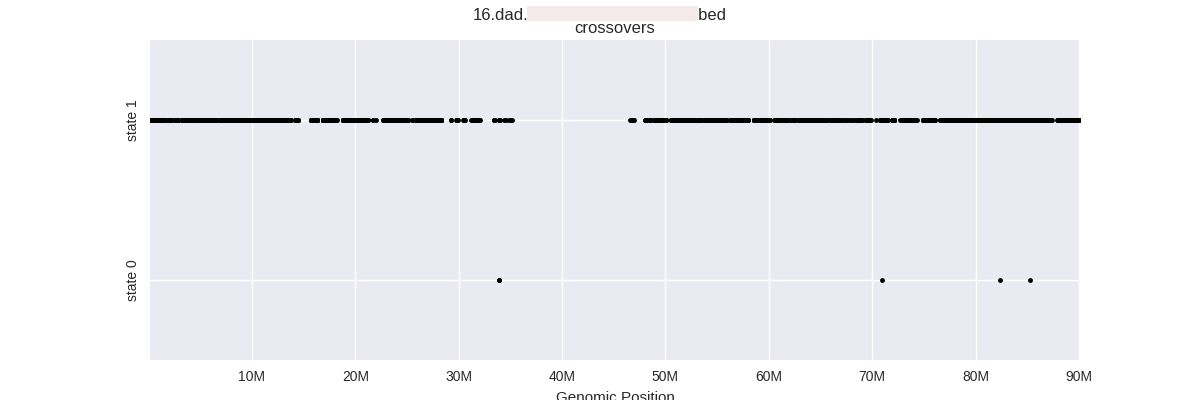 16.dad. bed
crossovers
state 1
state 0
10M 20M 30M 40M 50M 60M 70M 80M 90M
Genomic Position